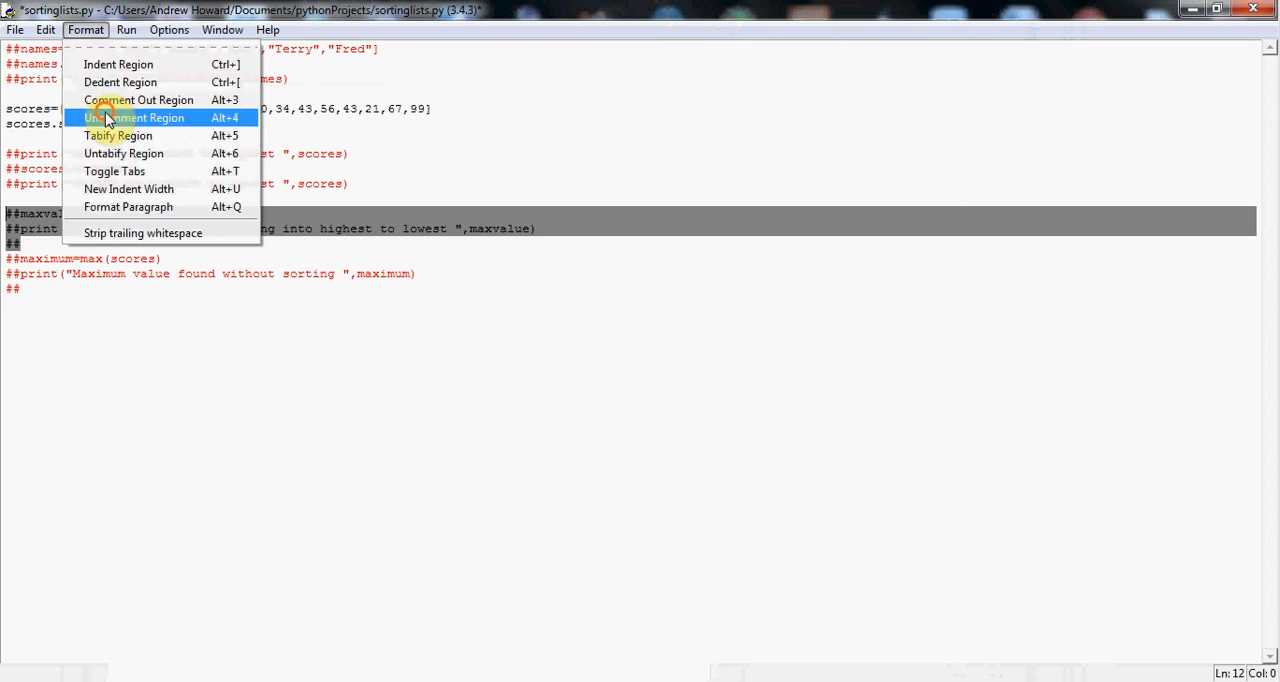 *sortinglists.py - C:/Users/Andrew Howard/Documents/pythonProjects/sortinglists.py (3.4.3)*
File Edit Format Run Options Window Help
##names= ,"Terry","Fred"]
##names.
##print mes)
Indent Region Ctrl+]
Dedent Region Ctrl+[
Comment Out Region Alt+3
Uncomment Region Alt+4
Tabify Region Alt+5
Untabify Region Alt+6
Toggle Tabs Alt+T
New Indent Width Alt+U
Format Paragraph Alt+Q
Strip trailing whitespace
scores=[ 0,34,43,56,43,21,67,99]
scores.s
##print st ",scores)
##scores
##print st ",scores)
##maxval
##print ng into highest to lowest ",maxvalue)
##
##maximum=max(scores)
##print("Maximum value found without sorting ",maximum)
##
Ln: 12 Col: 0